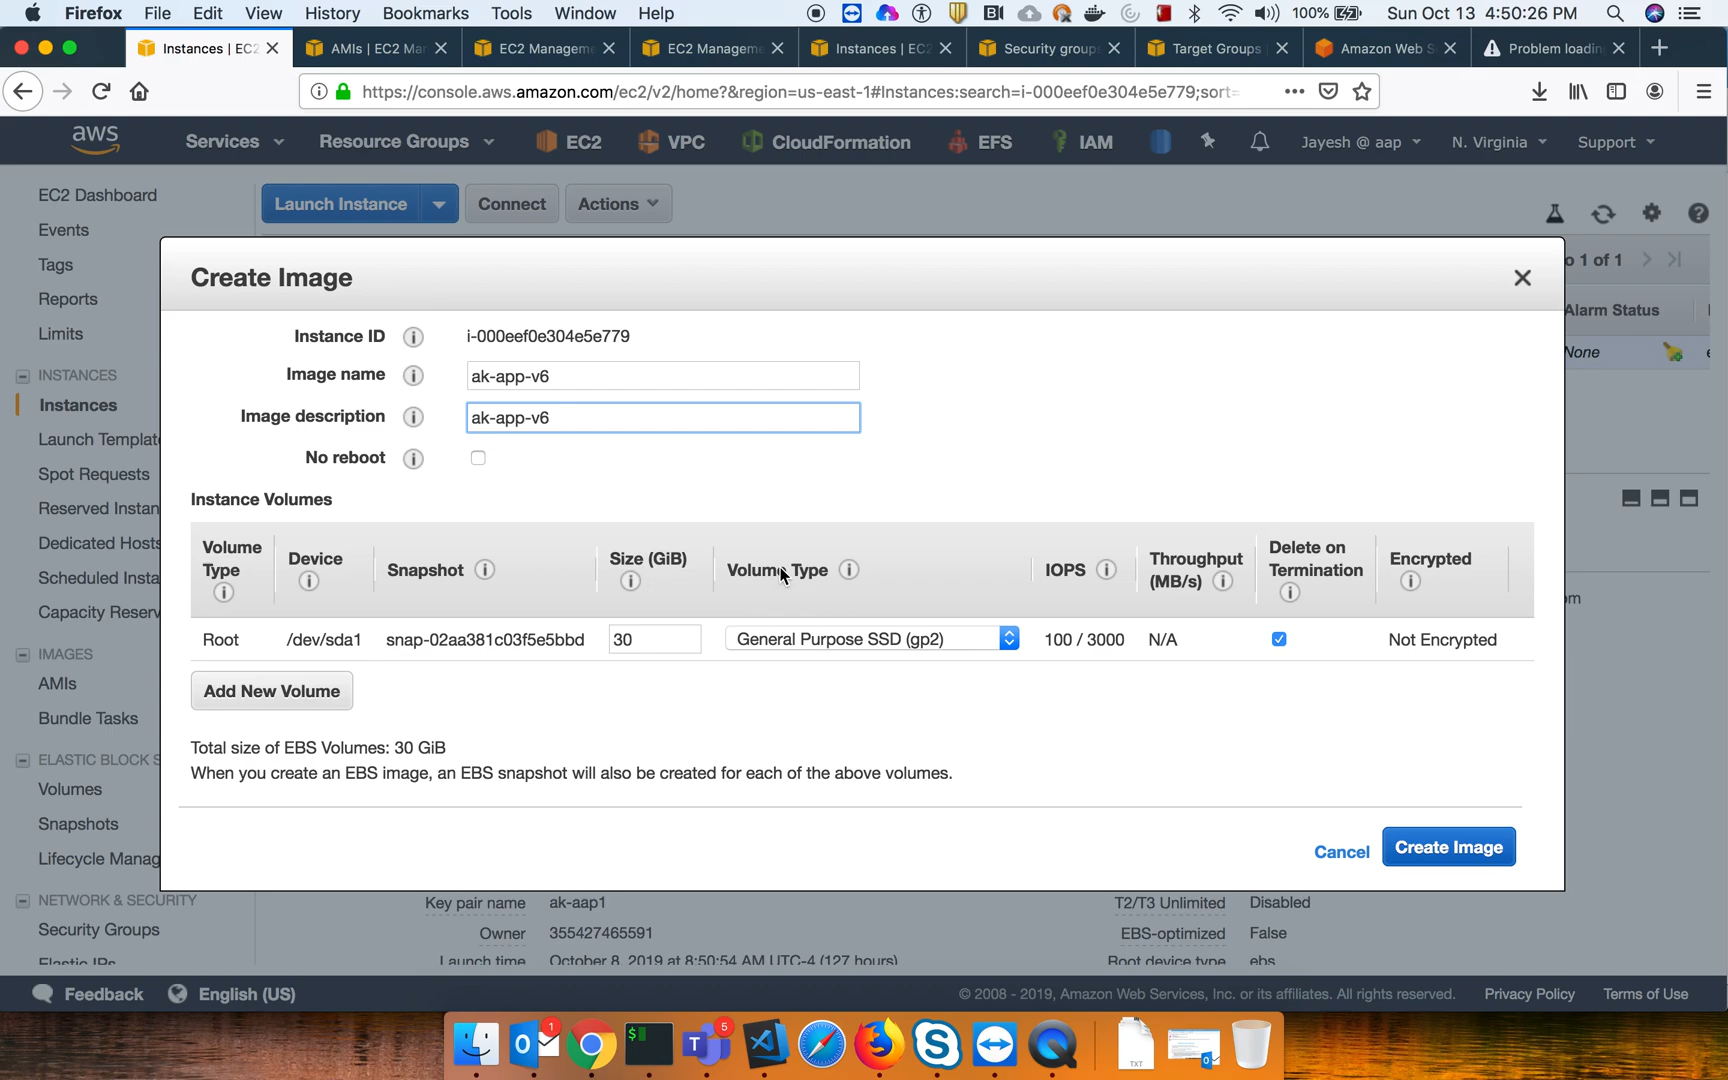 Firefox File Edit View History Bookmarks Tools Window Help 100% Sun Oct 13 4:50:26 PM
Instances | EC2 AMIs | EC2 Mar EC2 Manageme EC2 Manageme Instances | EC2 Security group Target Groups Amazon Web S Problem loadin
https://console.aws.amazon.com/ec2/v2/home?&region=us-east-1#Instances:search=i-000eef0e304e5e779;sort=
aws Services Resource Groups EC2 VPC CloudFormation EFS IAM Jayesh @ aap N. Virginia Support
EC2 Dashboard
Events
Tags
Reports
Limits
INSTANCES
Instances
Launch Templat
Spot Requests
Reserved Instan
Dedicated Hosts
Scheduled Insta
Capacity Reserv
IMAGES
AMIs
Bundle Tasks
ELASTIC BLOCK S
Volumes
Snapshots
Lifecycle Manag
NETWORK & SECURITY
Security Groups
Elastic IPs
Launch Instance Connect Actions
o 1 of 1
Alarm Status
None
Create Image
Instance ID i-000eef0e304e5e779
Image name ak-app-v6
Image description ak-app-v6
No reboot
Instance Volumes
Volume Type Device Snapshot Size (GiB) Volume Type IOPS Throughput (MB/s) Delete on Termination Encrypted
Root /dev/sda1 snap-02aa381c03f5e5bbd 30 General Purpose SSD (gp2) 100 / 3000 N/A Not Encrypted
Add New Volume
Total size of EBS Volumes: 30 GiB
When you create an EBS image, an EBS snapshot will also be created for each of the above volumes.
Cancel Create Image
om
Key pair name ak-aap1 T2/T3 Unlimited Disabled
Owner 355427465591 EBS-optimized False
Launch time October 8, 2019 at 8:50:54 AM UTC-4 (127 hours) Root device type ebs
Feedback English (US) © 2008 - 2019, Amazon Web Services, Inc. or its affiliates. All rights reserved. Privacy Policy Terms of Use
1 5
TXT